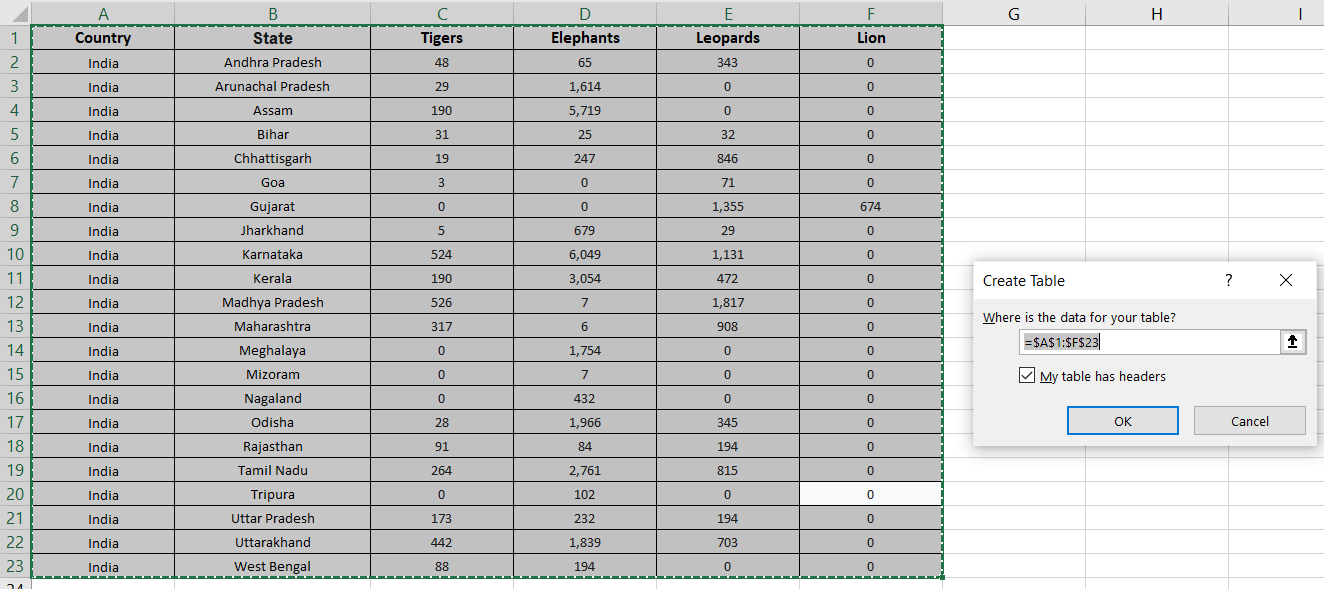 A B C D E F G H I
1 Country State Tigers Elephants Leopards Lion
2 India Andhra Pradesh 48 65 343 0
3 India Arunachal Pradesh 29 1,614 0 0
4 India Assam 190 5,719 0 0
5 India Bihar 31 25 32 0
6 India Chhattisgarh 19 247 846 0
7 India Goa 3 0 71 0
8 India Gujarat 0 0 1,355 674
9 India Jharkhand 5 679 29 0
10 India Karnataka 524 6,049 1,131 0
11 India Kerala 190 3,054 472 0
12 India Madhya Pradesh 526 7 1,817 0
13 India Maharashtra 317 6 908 0
14 India Meghalaya 0 1,754 0 0
15 India Mizoram 0 7 0 0
16 India Nagaland 0 432 0 0
17 India Odisha 28 1,966 345 0
18 India Rajasthan 91 84 194 0
19 India Tamil Nadu 264 2,761 815 0
20 India Tripura 0 102 0 0
21 India Uttar Pradesh 173 232 194 0
22 India Uttarakhand 442 1,839 703 0
23 India West Bengal 88 194 0 0
24
Create Table ?
Where is the data for your table?
=$A$1:$F$23
My table has headers
OK Cancel